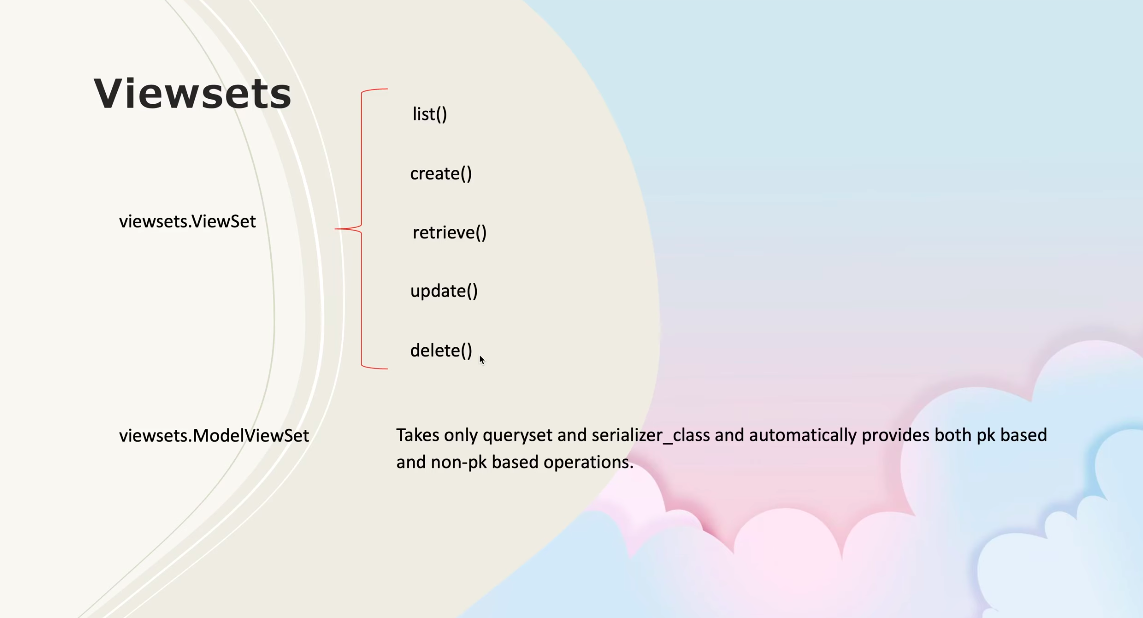 Viewsets
viewsets.ViewSet
list()
create()
retrieve()
update()
delete()
viewsets.ModelViewSet
Takes only queryset and serializer_class and automatically provides both pk based
and non-pk based operations.